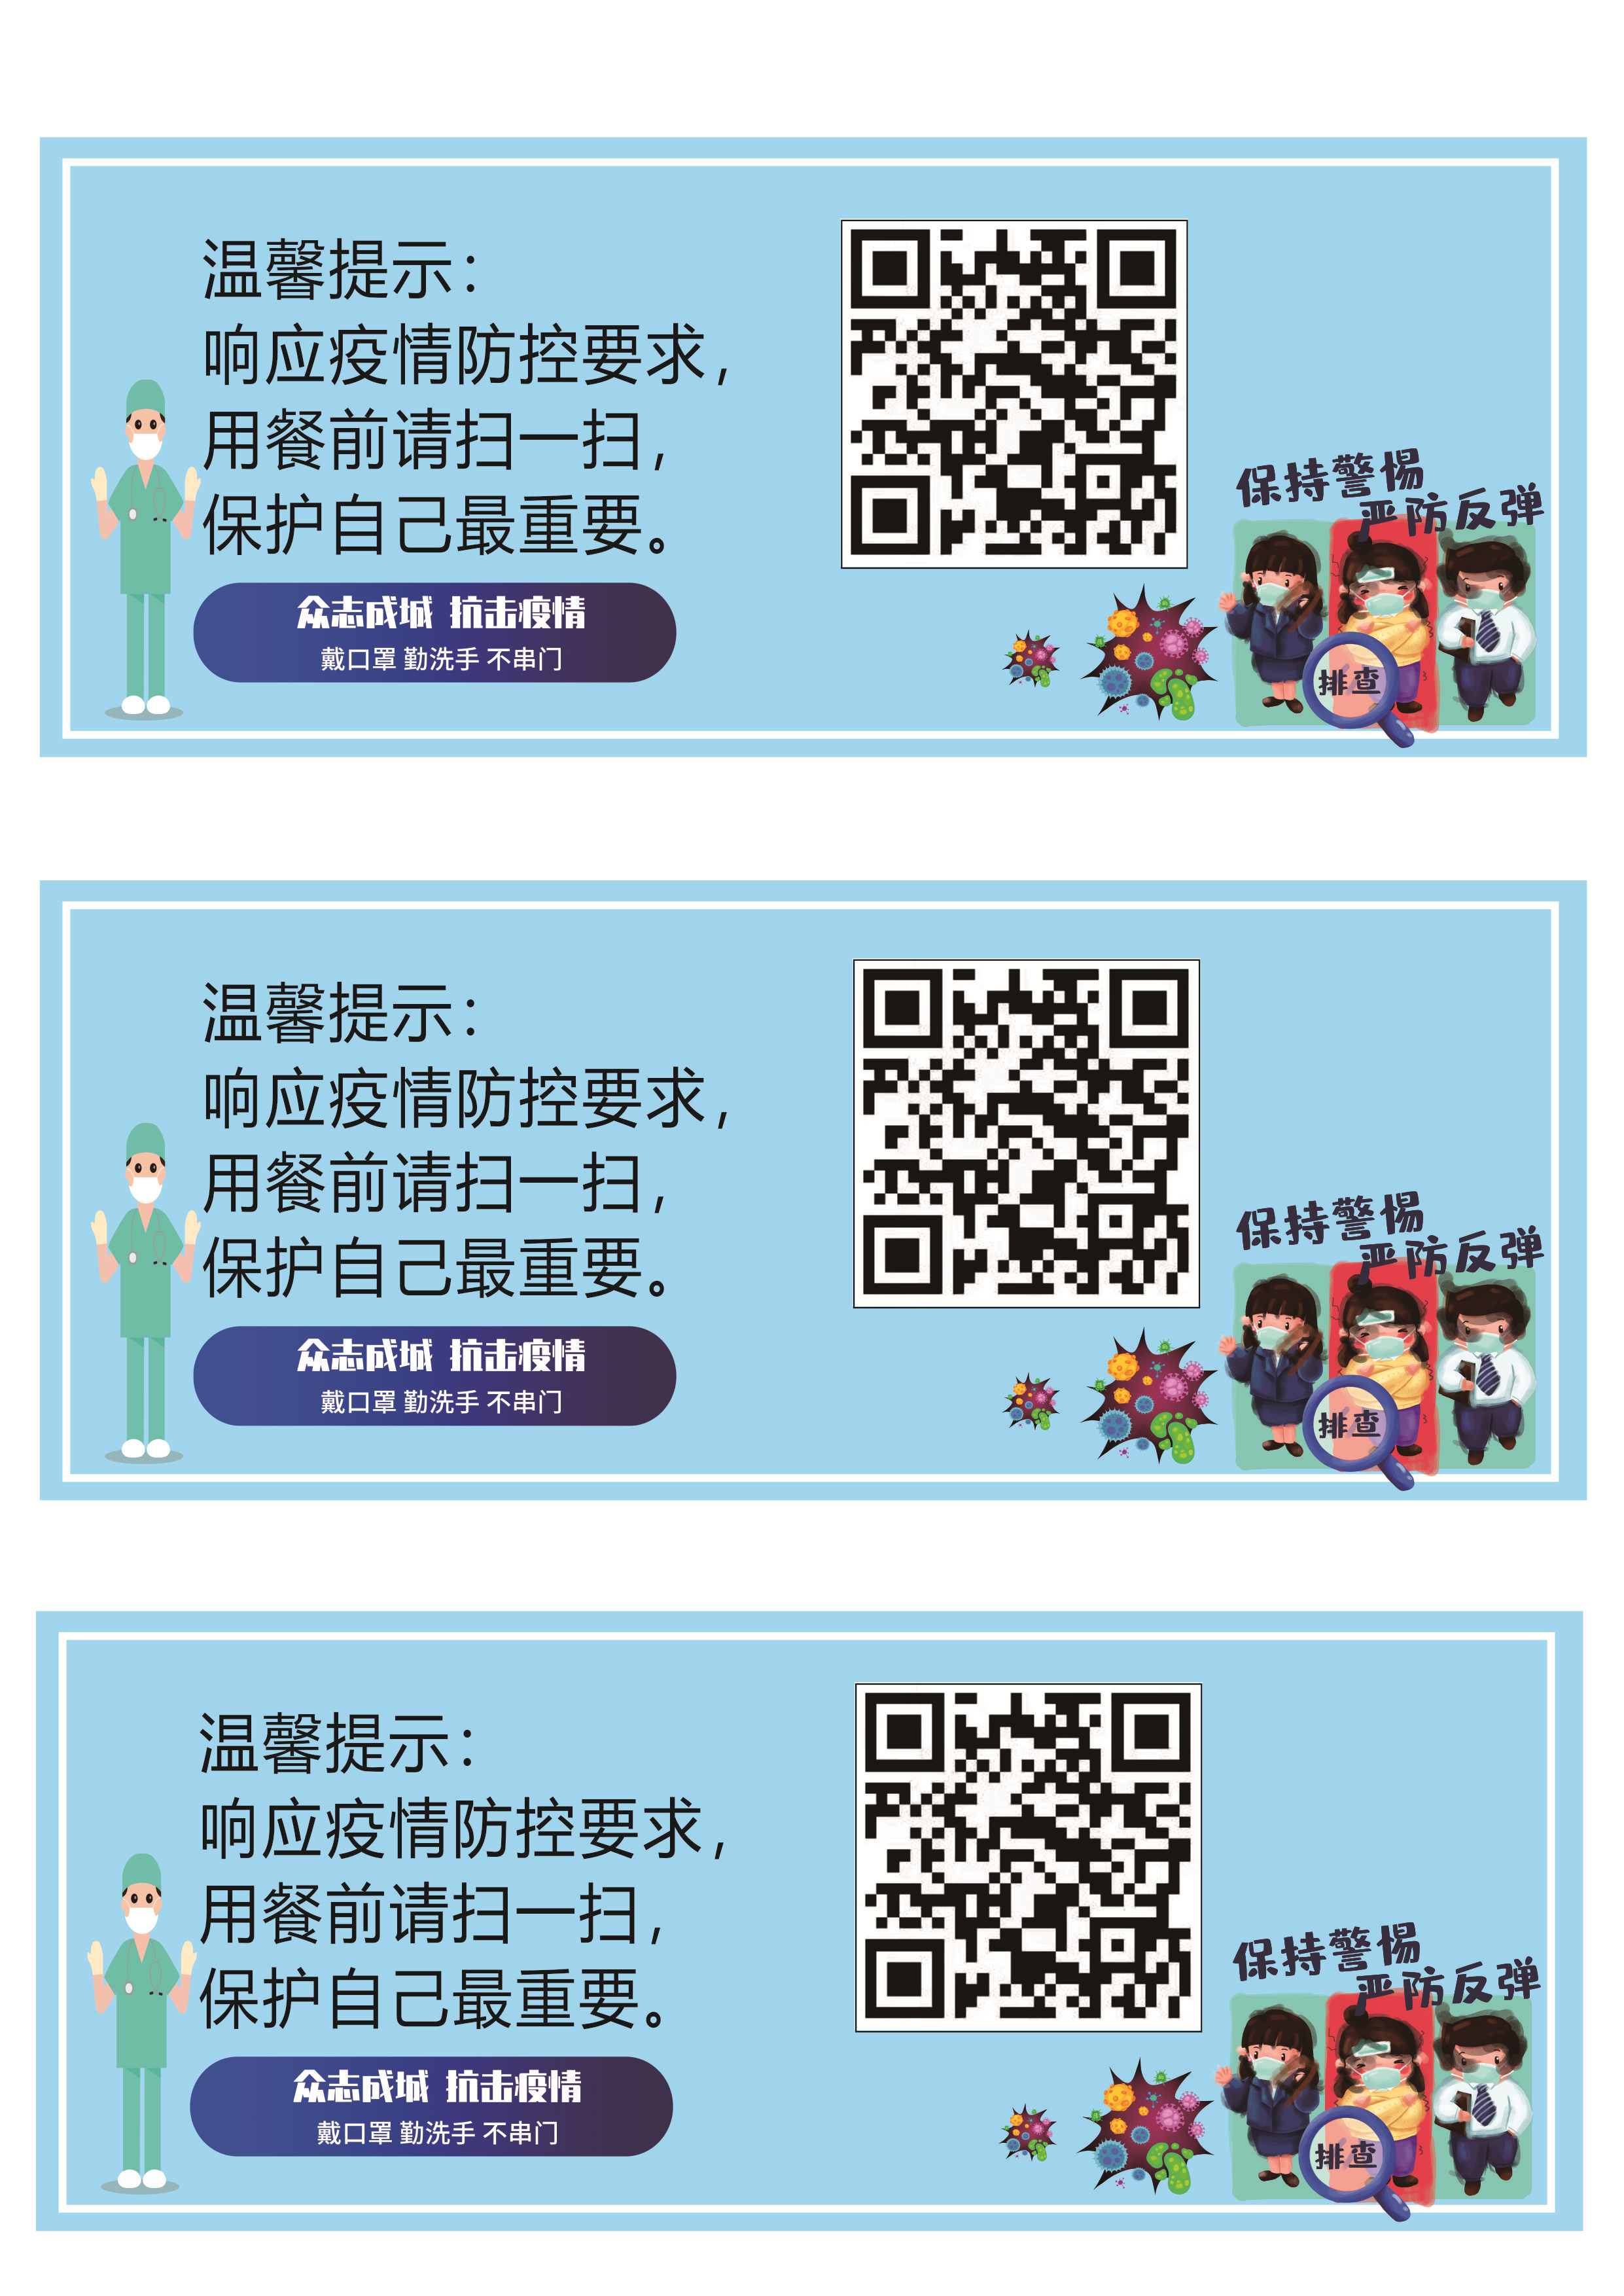 温馨提示：
响应疫情防控要求，
用餐前请扫一扫，
保护自己最重要。
众志成城 抗击疫情
戴口罩 勤洗手 不串门
保持警惕
严防反弹
排查
温馨提示：
响应疫情防控要求，
用餐前请扫一扫，
保护自己最重要。
众志成城 抗击疫情
戴口罩 勤洗手 不串门
保持警惕
严防反弹
排查
温馨提示：
响应疫情防控要求，
用餐前请扫一扫，
保护自己最重要。
众志成城 抗击疫情
戴口罩 勤洗手 不串门
保持警惕
严防反弹
排查